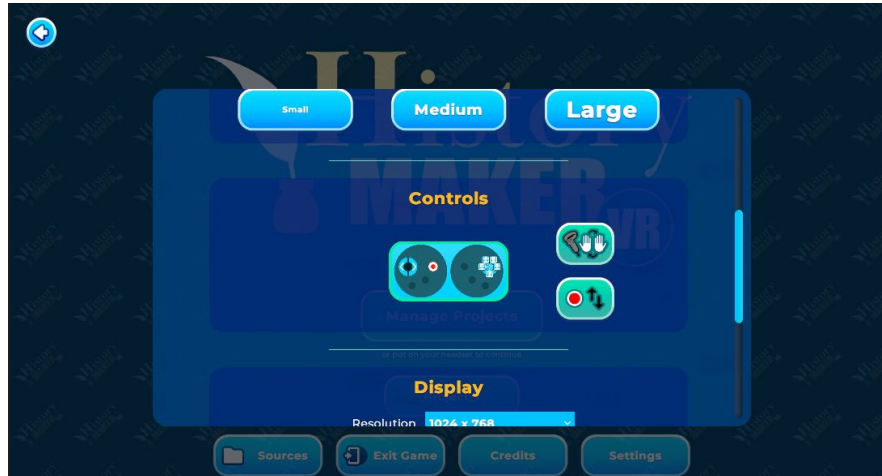 Small
Medium
Large
History
MAKER
VR
Controls
Manage Projects
or put on your headset to continue
Display
Resolution 1024 x 768
Sources
Exit Game
Credits
Settings